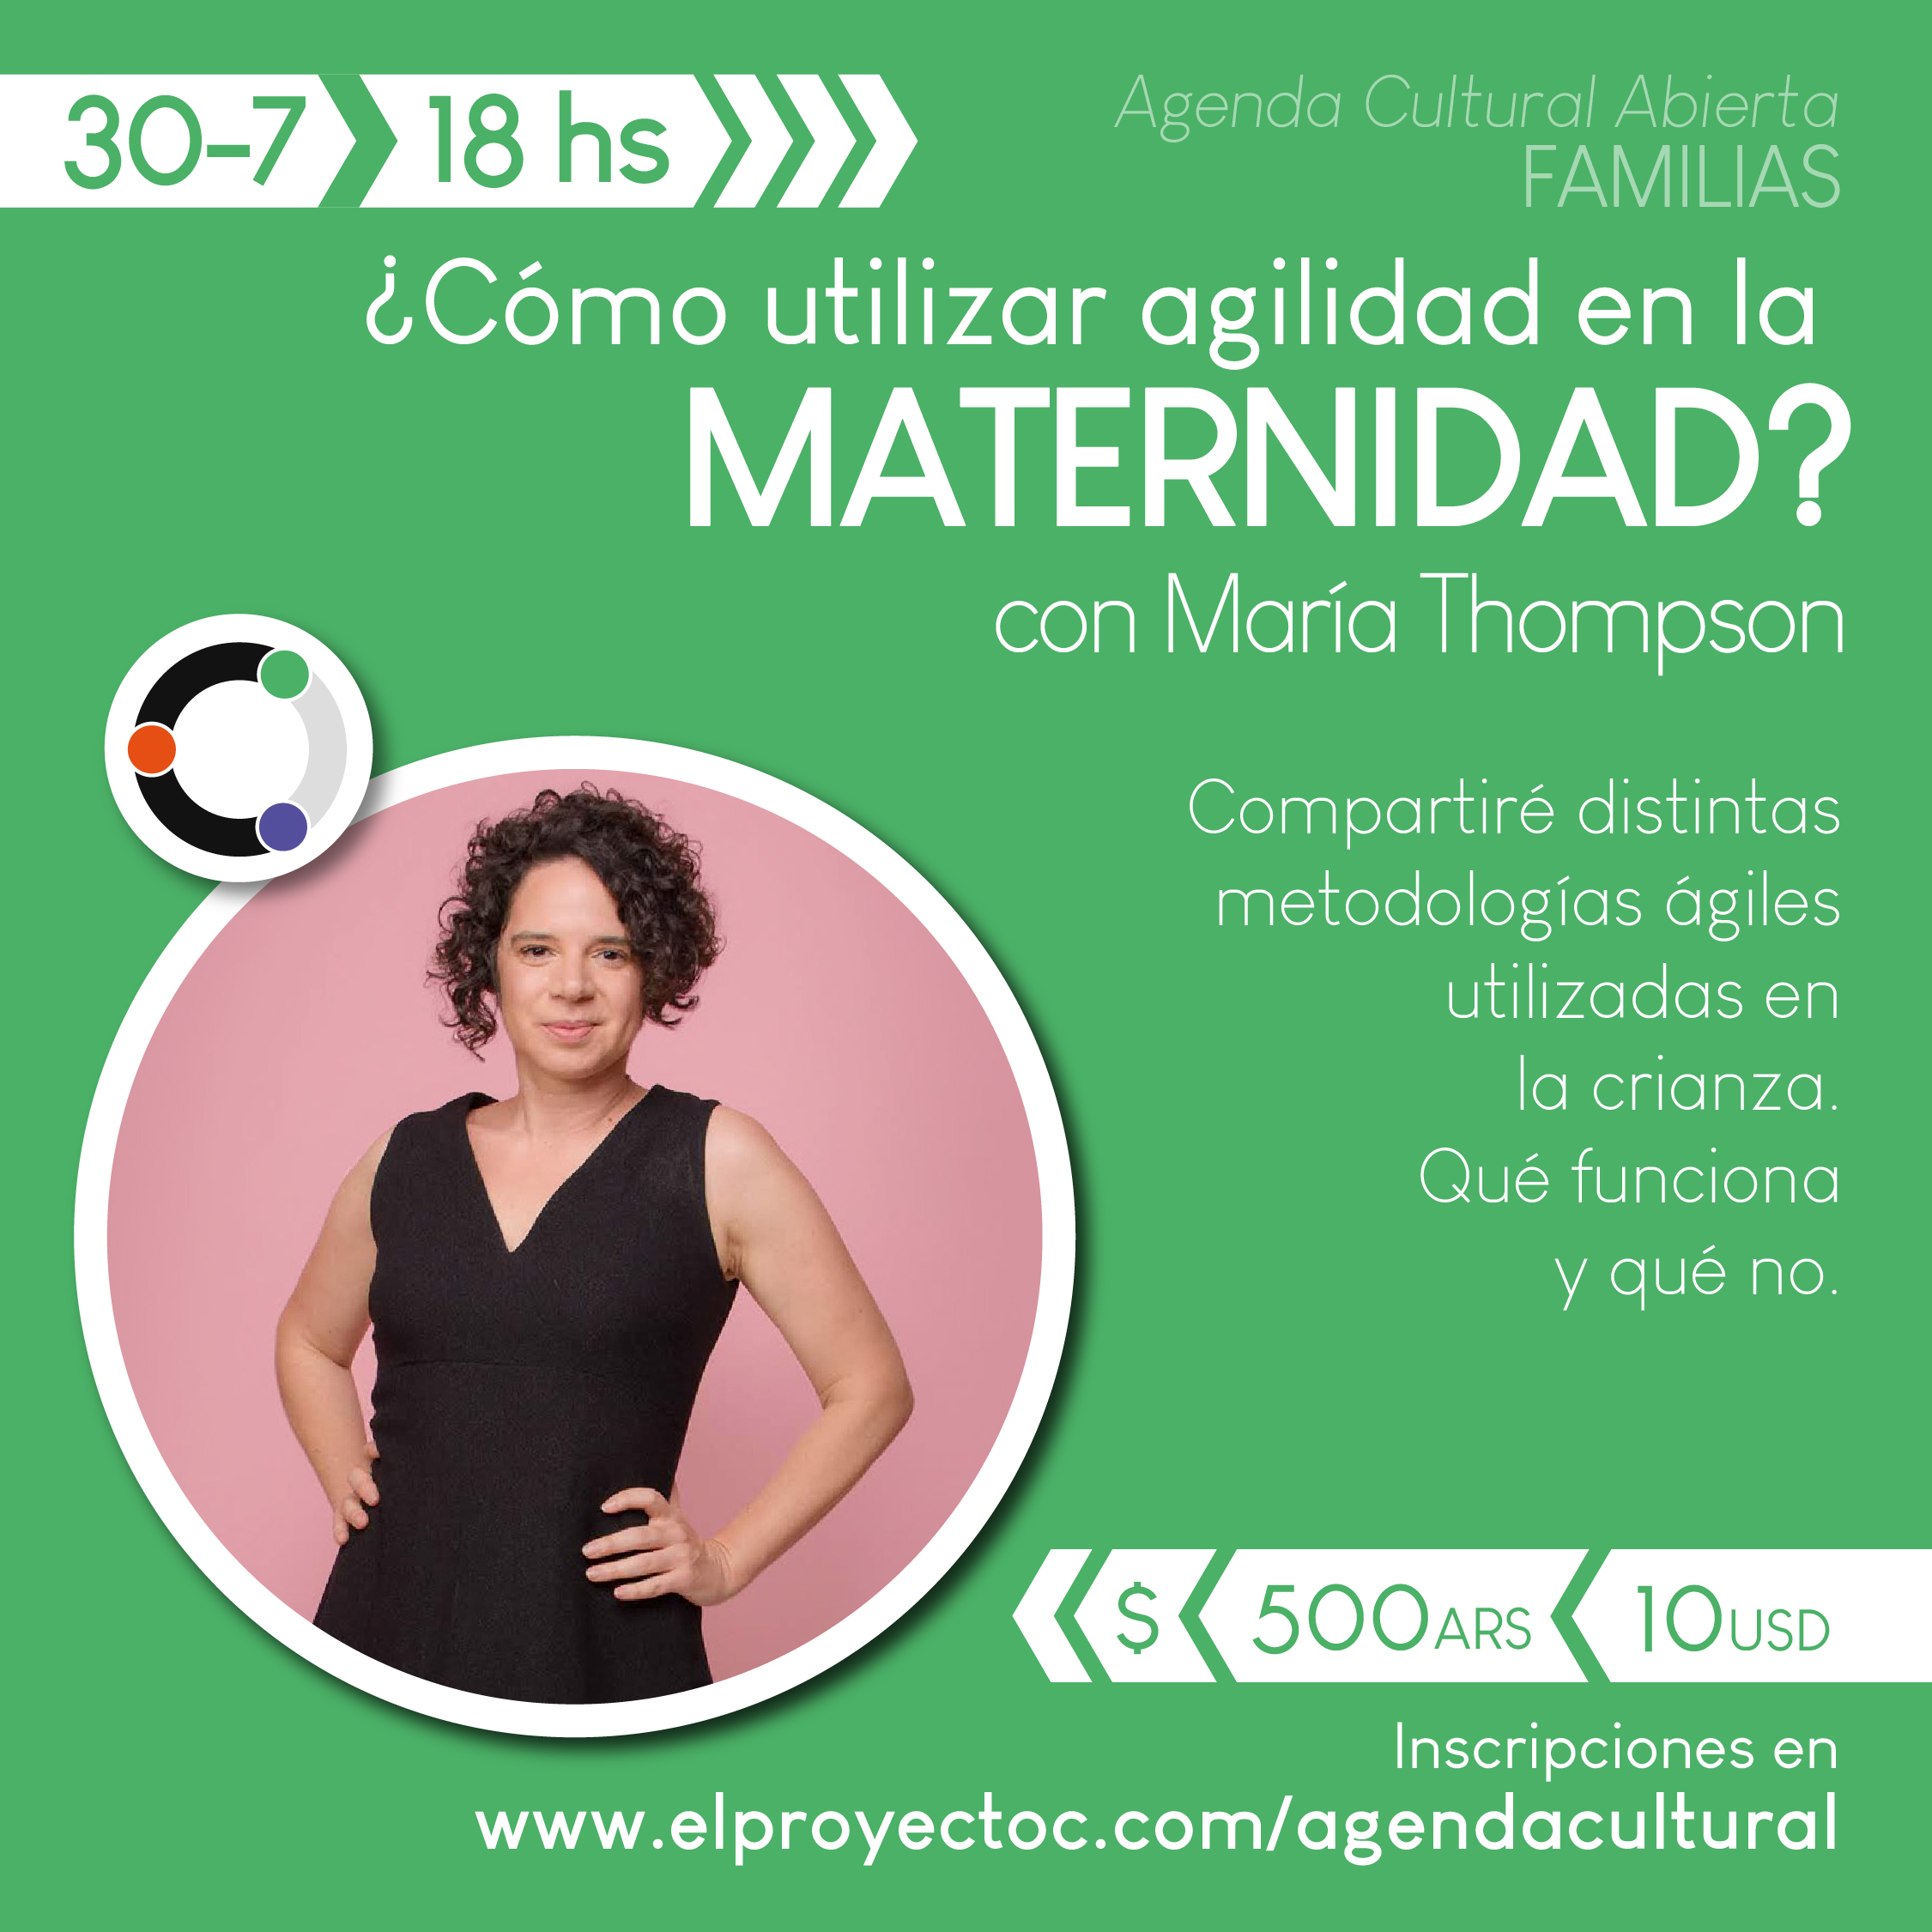 30-7 18 hs
Agenda Cultural Abierta
FAMILIAS
¿Cómo utilizar agilidad en la
MATERNIDAD?
con María Thompson
Compartiré distintas
metodologías ágiles
utilizadas en
la crianza.
Qué funciona
y qué no.
$ 500ARS 10USD
Inscripciones en
www.elproyectoc.com/agendacultural